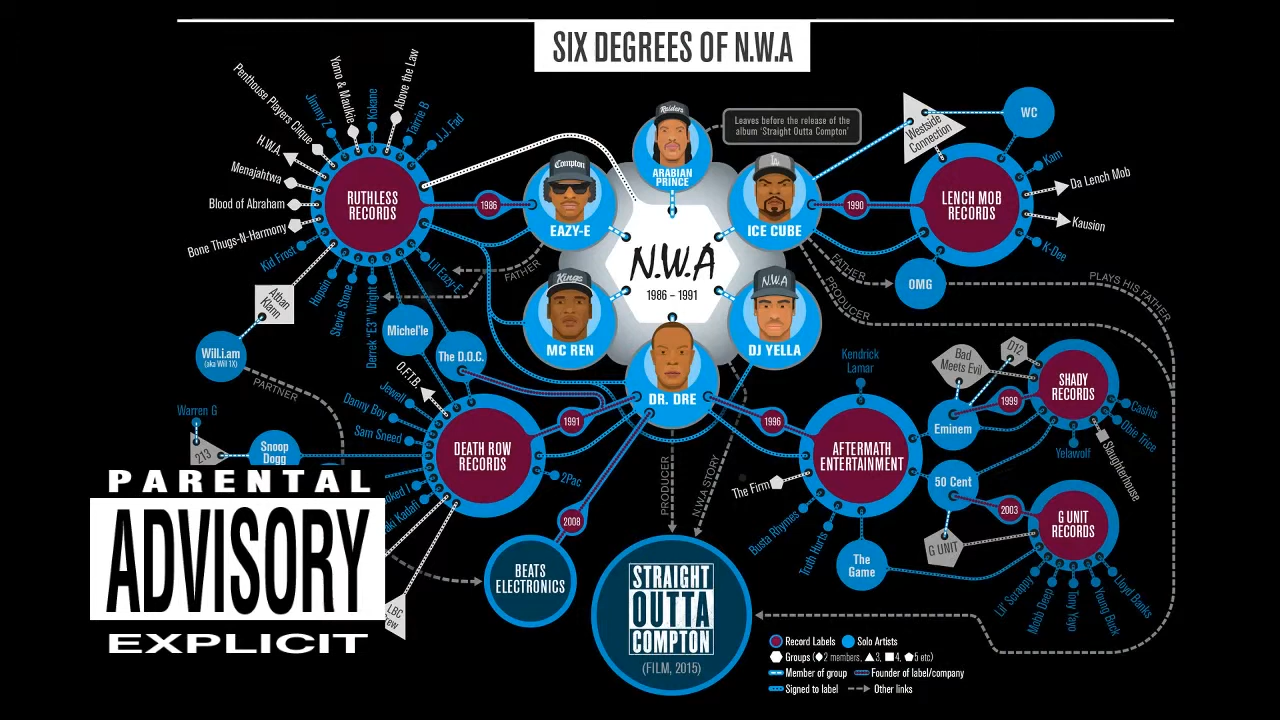 SIX DEGREES OF N.W.A
Penthouse Players Clique
Jimmy Z
Yomo & Maulkie
Kokane
Above the Law
Tairrie B
J.J. Fad
H.W.A.
Menajahtwa
Blood of Abraham
Bone Thugs-N-Harmony
Kid Frost
Atban
Klann
Will.i.am
(aka Wil 1X)
PARTNER
Stevie Stone
Derrek "E3" Wright
Lil Eazy-E
FATHER
RUTHLESS
RECORDS
1986
EAZY-E
Compton
Raiders
ARABIAN
PRINCE
Leaves before the release of the
album 'Straight Outta Compton'
LA
ICE CUBE
1990
Westside
Connection
WC
LENCH MOB
RECORDS
Kam
Da Lench Mob
Kausion
K-Dee
OMG
FATHER
PRODUCER
PLAYS HIS FATHER
N.W.A
1986 – 1991
Kings
MC REN
N.W.A
DJ YELLA
DR. DRE
Michel'le
The D.O.C.
O.F.T.B.
Jewell
Danny Boy
Sam Sneed
Warren G
213
Snoop
Dogg
DEATH ROW
RECORDS
1991
2Pac
LBC
Crew
2008
BEATS
ELECTRONICS
PRODUCER
N.W.A STORY
STRAIGHT
OUTTA
COMPTON
(FILM, 2015)
1996
Kendrick
Lamar
AFTERMATH
ENTERTAINMENT
The Firm
Busta Rhymes
Truth Hurts
The
Game
Bad
Meets Evil
D12
Eminem
1999
SHADY
RECORDS
Cashis
Obie Trice
Slaughterhouse
Yelawolf
50 Cent
2003
G UNIT
G UNIT
RECORDS
Lil' Scrappy
Mobb Deep
Tony Yayo
Young Buck
Lloyd Banks
Record Labels
Solo Artists
Groups (2 members, 3, 4, 5 etc)
Member of group
Founder of label/company
Signed to label
Other links
PARENTAL
ADVISORY
EXPLICIT